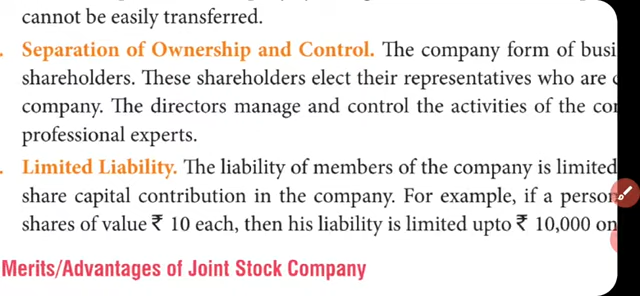 cannot be easily transferred.
. Separation of Ownership and Control. The company form of busi
shareholders. These shareholders elect their representatives who are
company. The directors manage and control the activities of the
professional experts.
. Limited Liability. The liability of members of the company is limited
share capital contribution in the company. For example, if a person
shares of value ₹ 10 each, then his liability is limited upto ₹ 10,000 on
Merits/Advantages of Joint Stock Company